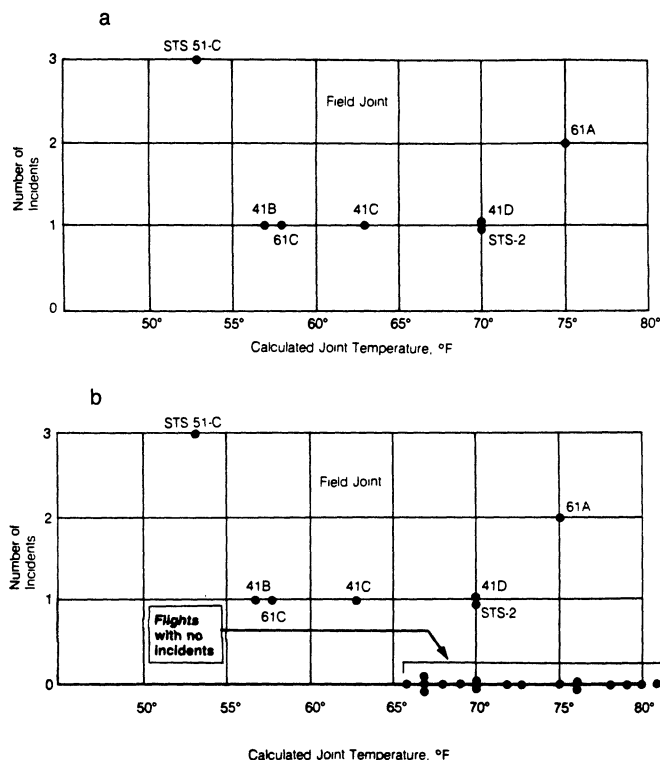 a
STS 51-C
3
Field Joint
61A
2
Number of
Incidents
41B
41C
41D
1
61C
STS-2
0
50° 55° 60° 65° 70° 75° 80°
Calculated Joint Temperature, °F
b
STS 51-C
3
Field Joint
61A
2
Number of
Incidents
41B
41C
41D
1
61C
STS-2
Flights
with no
incidents
0
50° 55° 60° 65° 70° 75° 80°
Calculated Joint Temperature, °F